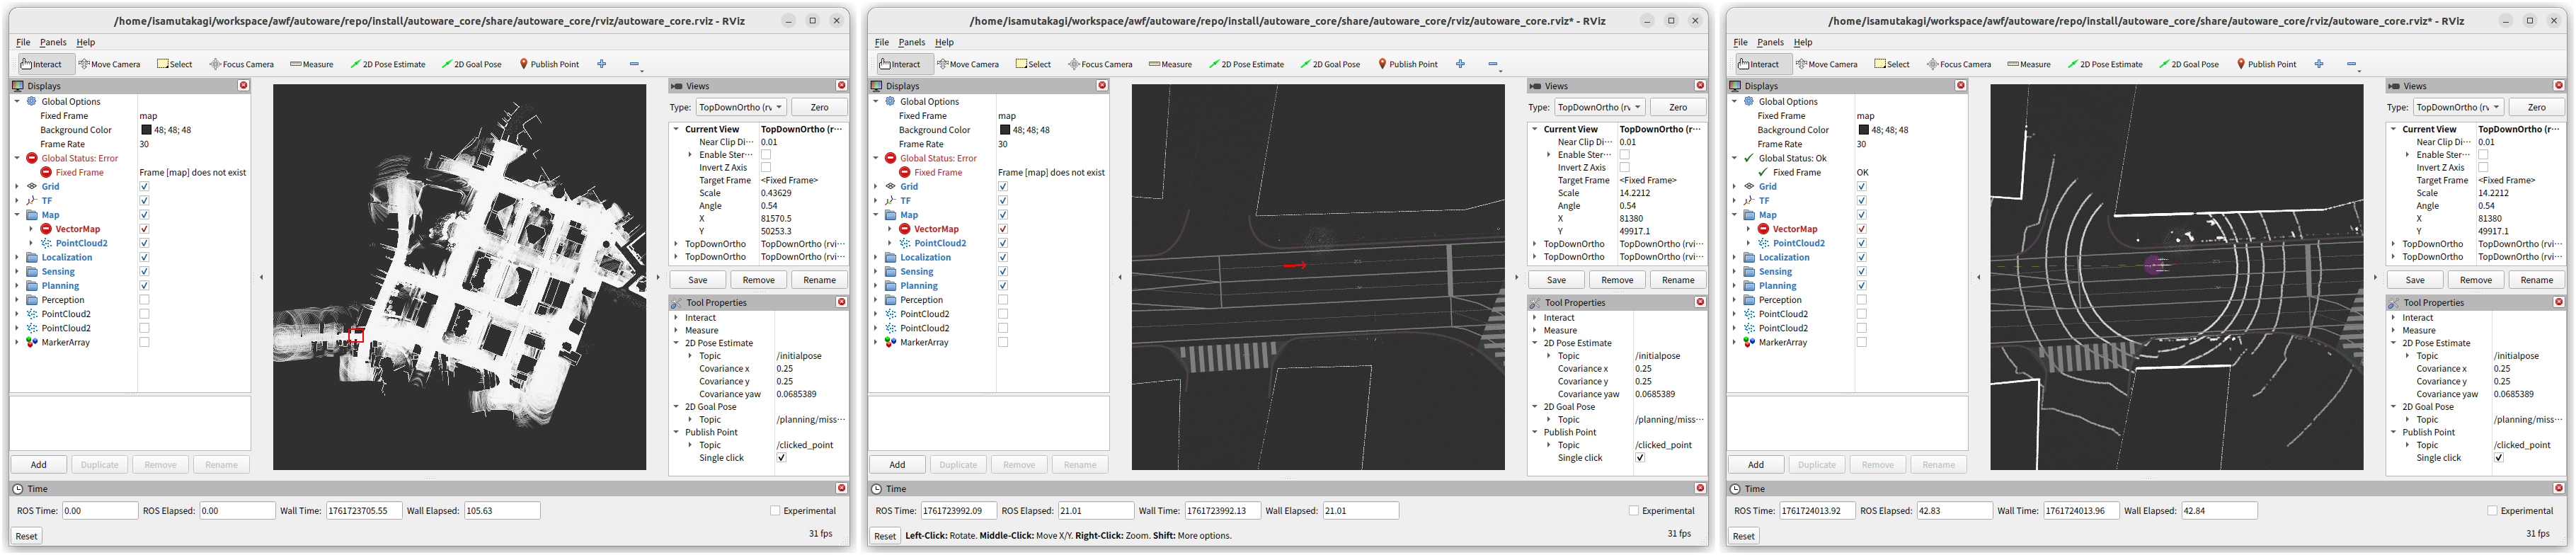 /home/isamutakagi/workspace/awf/autoware/repo/install/autoware_core/share/autoware_core/rviz/autoware_core.rviz - RViz
File Panels Help
Interact Move Camera Select Focus Camera Measure 2D Pose Estimate 2D Goal Pose Publish Point
Displays
Global Options
Fixed Frame map
Background Color 48; 48; 48
Frame Rate 30
Global Status: Error
Fixed Frame Frame [map] does not exist
Grid
TF
Map
VectorMap
PointCloud2
Localization
Sensing
Planning
Perception
PointCloud2
PointCloud2
MarkerArray
Add Duplicate Remove Rename
Views
Type: TopDownOrtho (rv Zero
Current View TopDownOrtho (r···
Near Clip Di··· 0.01
Enable Ster···
Invert Z Axis
Target Frame <Fixed Frame>
Scale 0.43629
Angle 0.54
X 81570.5
Y 50253.3
TopDownOrtho TopDownOrtho (rvi···
TopDownOrtho TopDownOrtho (rvi···
Save Remove Rename
Tool Properties
Interact
Measure
2D Pose Estimate
Topic /initialpose
Covariance x 0.25
Covariance y 0.25
Covariance yaw 0.0685389
2D Goal Pose
Topic /planning/miss···
Publish Point
Topic /clicked_point
Single click
Time
ROS Time: 0.00 ROS Elapsed: 0.00 Wall Time: 1761723705.55 Wall Elapsed: 105.63 Experimental
Reset 31 fps
/home/isamutakagi/workspace/awf/autoware/repo/install/autoware_core/share/autoware_core/rviz/autoware_core.rviz* - RViz
File Panels Help
Interact Move Camera Select Focus Camera Measure 2D Pose Estimate 2D Goal Pose Publish Point
Displays
Global Options
Fixed Frame map
Background Color 48; 48; 48
Frame Rate 30
Global Status: Error
Fixed Frame Frame [map] does not exist
Grid
TF
Map
VectorMap
PointCloud2
Localization
Sensing
Planning
Perception
PointCloud2
PointCloud2
MarkerArray
Add Duplicate Remove Rename
Views
Type: TopDownOrtho (rv Zero
Current View TopDownOrtho (r···
Near Clip Di··· 0.01
Enable Ster···
Invert Z Axis
Target Frame <Fixed Frame>
Scale 14.2212
Angle 0.54
X 81380
Y 49917.1
TopDownOrtho TopDownOrtho (rvi···
TopDownOrtho TopDownOrtho (rvi···
Save Remove Rename
Tool Properties
Interact
Measure
2D Pose Estimate
Topic /initialpose
Covariance x 0.25
Covariance y 0.25
Covariance yaw 0.0685389
2D Goal Pose
Topic /planning/miss···
Publish Point
Topic /clicked_point
Single click
Time
ROS Time: 1761723992.09 ROS Elapsed: 21.01 Wall Time: 1761723992.13 Wall Elapsed: 21.01 Experimental
Reset Left-Click: Rotate. Middle-Click: Move X/Y. Right-Click: Zoom. Shift: More options. 31 fps
/home/isamutakagi/workspace/awf/autoware/repo/install/autoware_core/share/autoware_core/rviz/autoware_core.rviz* - RViz
File Panels Help
Interact Move Camera Select Focus Camera Measure 2D Pose Estimate 2D Goal Pose Publish Point
Displays
Global Options
Fixed Frame map
Background Color 48; 48; 48
Frame Rate 30
Global Status: Ok
Fixed Frame OK
Grid
TF
Map
VectorMap
PointCloud2
Localization
Sensing
Planning
Perception
PointCloud2
PointCloud2
MarkerArray
Add Duplicate Remove Rename
Views
Type: TopDownOrtho (rv Zero
Current View TopDownOrtho (r···
Near Clip Di··· 0.01
Enable Ster···
Invert Z Axis
Target Frame <Fixed Frame>
Scale 14.2212
Angle 0.54
X 81380
Y 49917.1
TopDownOrtho TopDownOrtho (rvi···
TopDownOrtho TopDownOrtho (rvi···
Save Remove Rename
Tool Properties
Interact
Measure
2D Pose Estimate
Topic /initialpose
Covariance x 0.25
Covariance y 0.25
Covariance yaw 0.0685389
2D Goal Pose
Topic /planning/miss···
Publish Point
Topic /clicked_point
Single click
Time
ROS Time: 1761724013.92 ROS Elapsed: 42.83 Wall Time: 1761724013.96 Wall Elapsed: 42.84 Experimental
Reset 31 fps